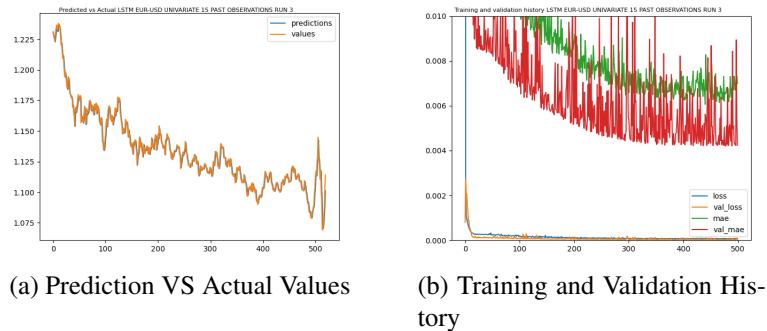 Predicted vs Actual LSTM EUR-USD UNIVARIATE 15 PAST OBSERVATIONS RUN 3
predictions
values
1.225
1.200
1.175
1.150
1.125
1.100
1.075
0
100
200
300
400
500
Training and validation history LSTM EUR-USD UNIVARIATE 15 PAST OBSERVATIONS RUN 3
0.010
0.008
0.006
0.004
0.002
0.000
loss
val_loss
mae
val_mae
0
100
200
300
400
500
(a) Prediction VS Actual Values
(b) Training and Validation His-
tory